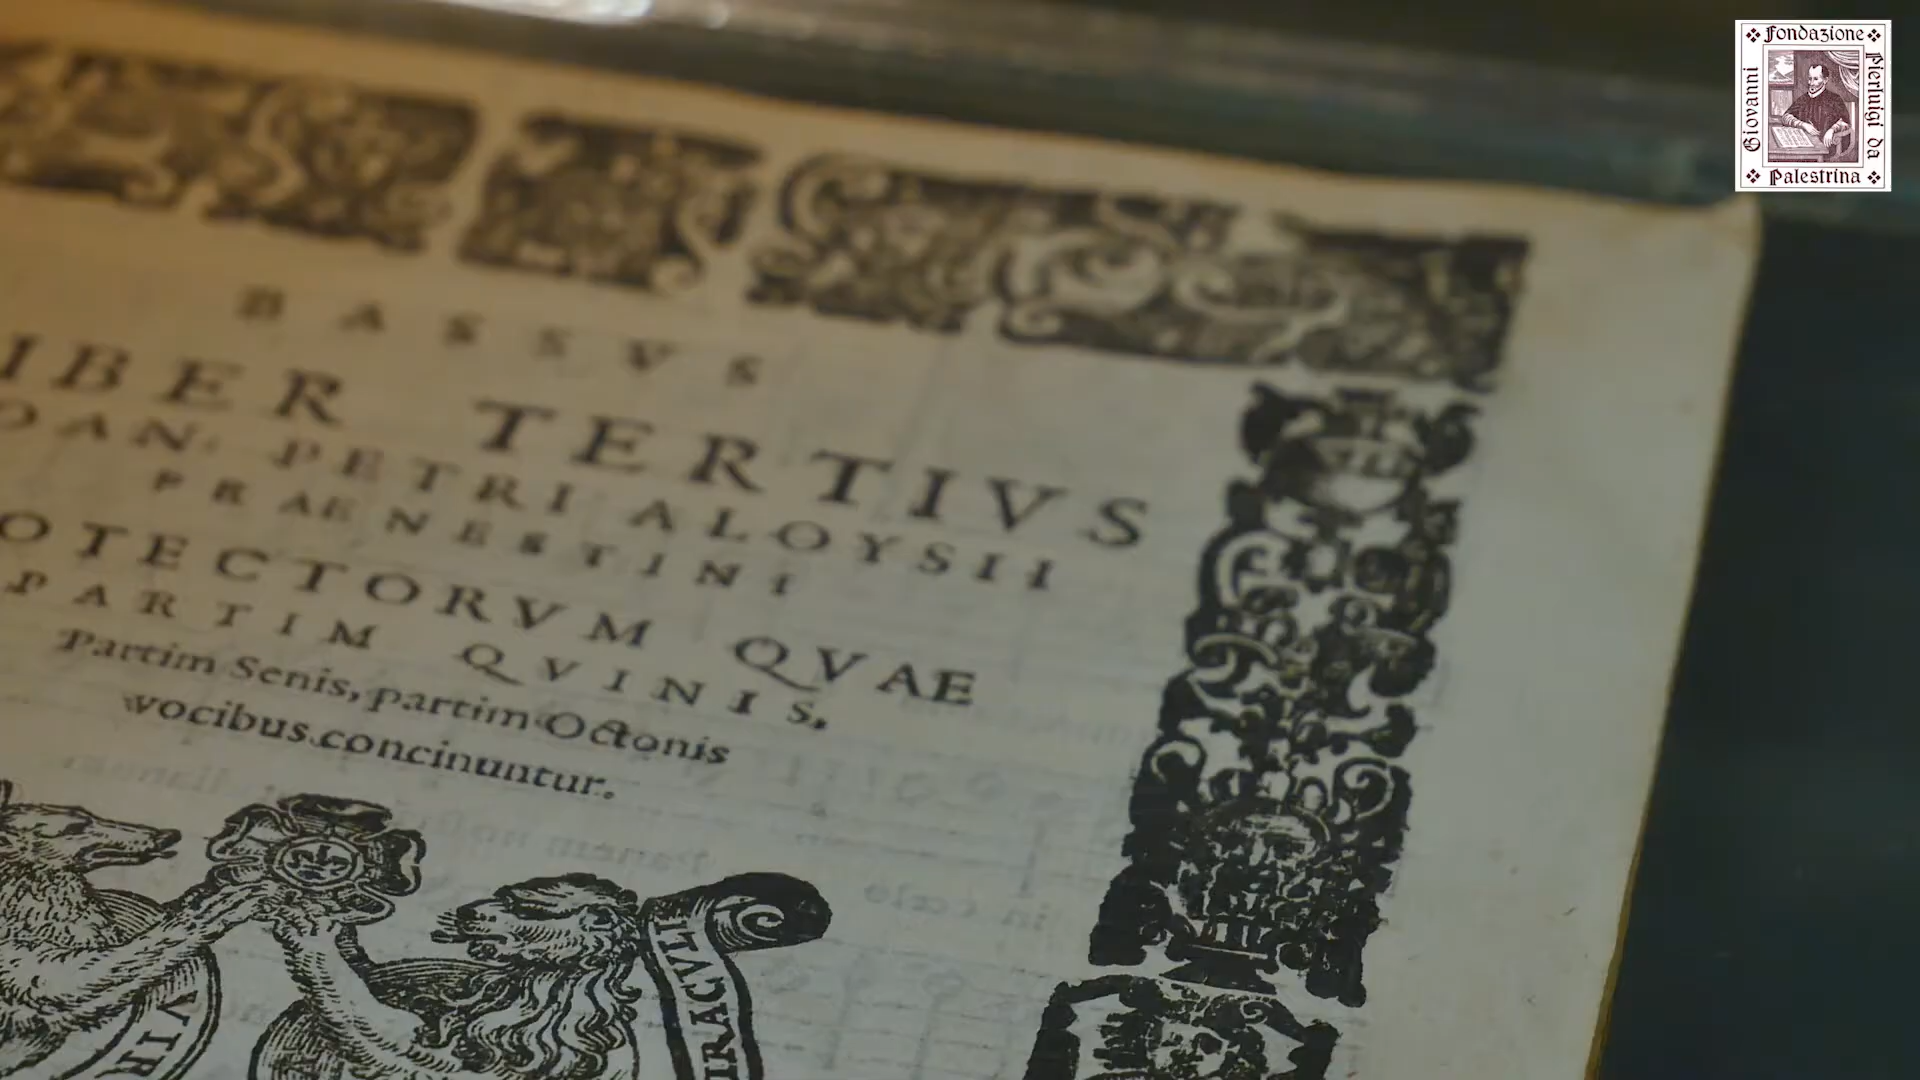 BASSVS
IBER TERTIVS
OAN. PETRI ALOYSII
PRAENESTINI
OTECTORVM QVAE
PARTIM QVINIS,
Partim Senis, partim Octonis
vocibus concinuntur.
HIA
IRACVLI
Fondazione
Giovanni
Pierluigi da
Palestrina